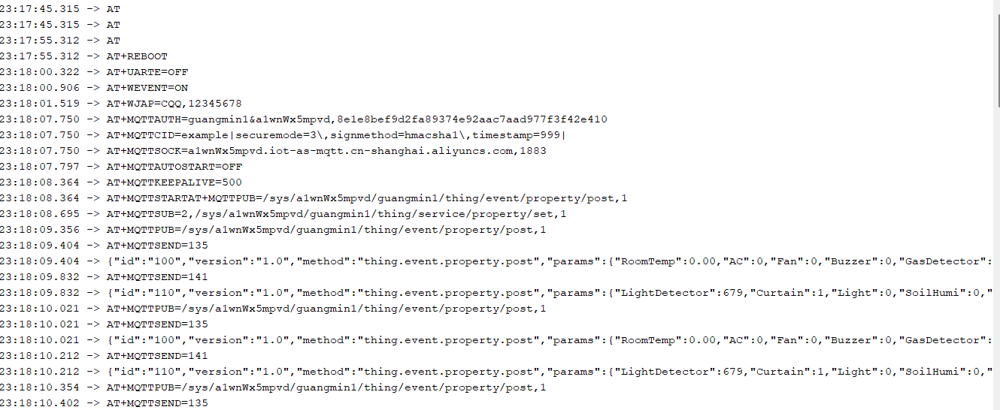 23:17:45.315 -> AT
23:17:45.315 -> AT
23:17:55.312 -> AT
23:17:55.312 -> AT+REBOOT
23:18:00.322 -> AT+UARTE=OFF
23:18:00.906 -> AT+WEVENT=ON
23:18:01.519 -> AT+WJAP=CQQ,12345678
23:18:07.750 -> AT+MQTTAUTH=guangmin1&a1wnWx5mpvd,8e1e8bef9d2fa89374e92aac7aad977f3f42e410
23:18:07.750 -> AT+MQTTCID=example|securemode=3\,signmethod=hmacsha1\,timestamp=999|
23:18:07.750 -> AT+MQTTSOCK=a1wnWx5mpvd.iot-as-mqtt.cn-shanghai.aliyuncs.com,1883
23:18:07.797 -> AT+MQTTAUTOSTART=OFF
23:18:08.364 -> AT+MQTTKEEPALIVE=500
23:18:08.364 -> AT+MQTTSTARTAT+MQTTPUB=/sys/a1wnWx5mpvd/guangmin1/thing/event/property/post,1
23:18:08.695 -> AT+MQTTSUB=2,/sys/a1wnWx5mpvd/guangmin1/thing/service/property/set,1
23:18:09.356 -> AT+MQTTPUB=/sys/a1wnWx5mpvd/guangmin1/thing/event/property/post,1
23:18:09.404 -> AT+MQTTSEND=135
23:18:09.404 -> {"id":"100","version":"1.0","method":"thing.event.property.post","params":{"RoomTemp":0.00,"AC":0,"Fan":0,"Buzzer":0,"GasDetector":
23:18:09.832 -> AT+MQTTSEND=141
23:18:09.832 -> {"id":"110","version":"1.0","method":"thing.event.property.post","params":{"LightDetector":679,"Curtain":1,"Light":0,"SoilHumi":0,"
23:18:10.021 -> AT+MQTTPUB=/sys/a1wnWx5mpvd/guangmin1/thing/event/property/post,1
23:18:10.021 -> AT+MQTTSEND=135
23:18:10.021 -> {"id":"100","version":"1.0","method":"thing.event.property.post","params":{"RoomTemp":0.00,"AC":0,"Fan":0,"Buzzer":0,"GasDetector":
23:18:10.212 -> AT+MQTTSEND=141
23:18:10.212 -> {"id":"110","version":"1.0","method":"thing.event.property.post","params":{"LightDetector":679,"Curtain":1,"Light":0,"SoilHumi":0,"
23:18:10.354 -> AT+MQTTPUB=/sys/a1wnWx5mpvd/guangmin1/thing/event/property/post,1
23:18:10.402 -> AT+MQTTSEND=135